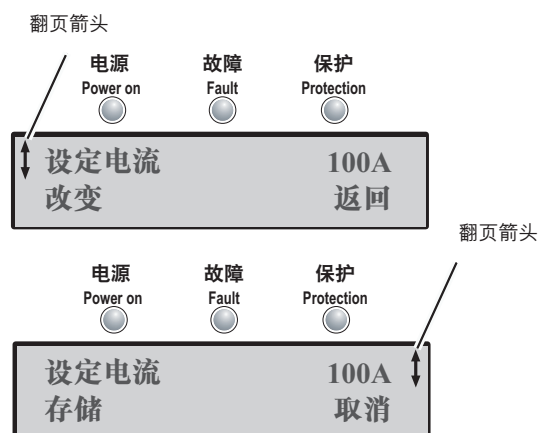 翻页箭头
电源 故障 保护
Power on Fault Protection
设定电流 100A
改变 返回
翻页箭头
电源 故障 保护
Power on Fault Protection
设定电流 100A
存储 取消